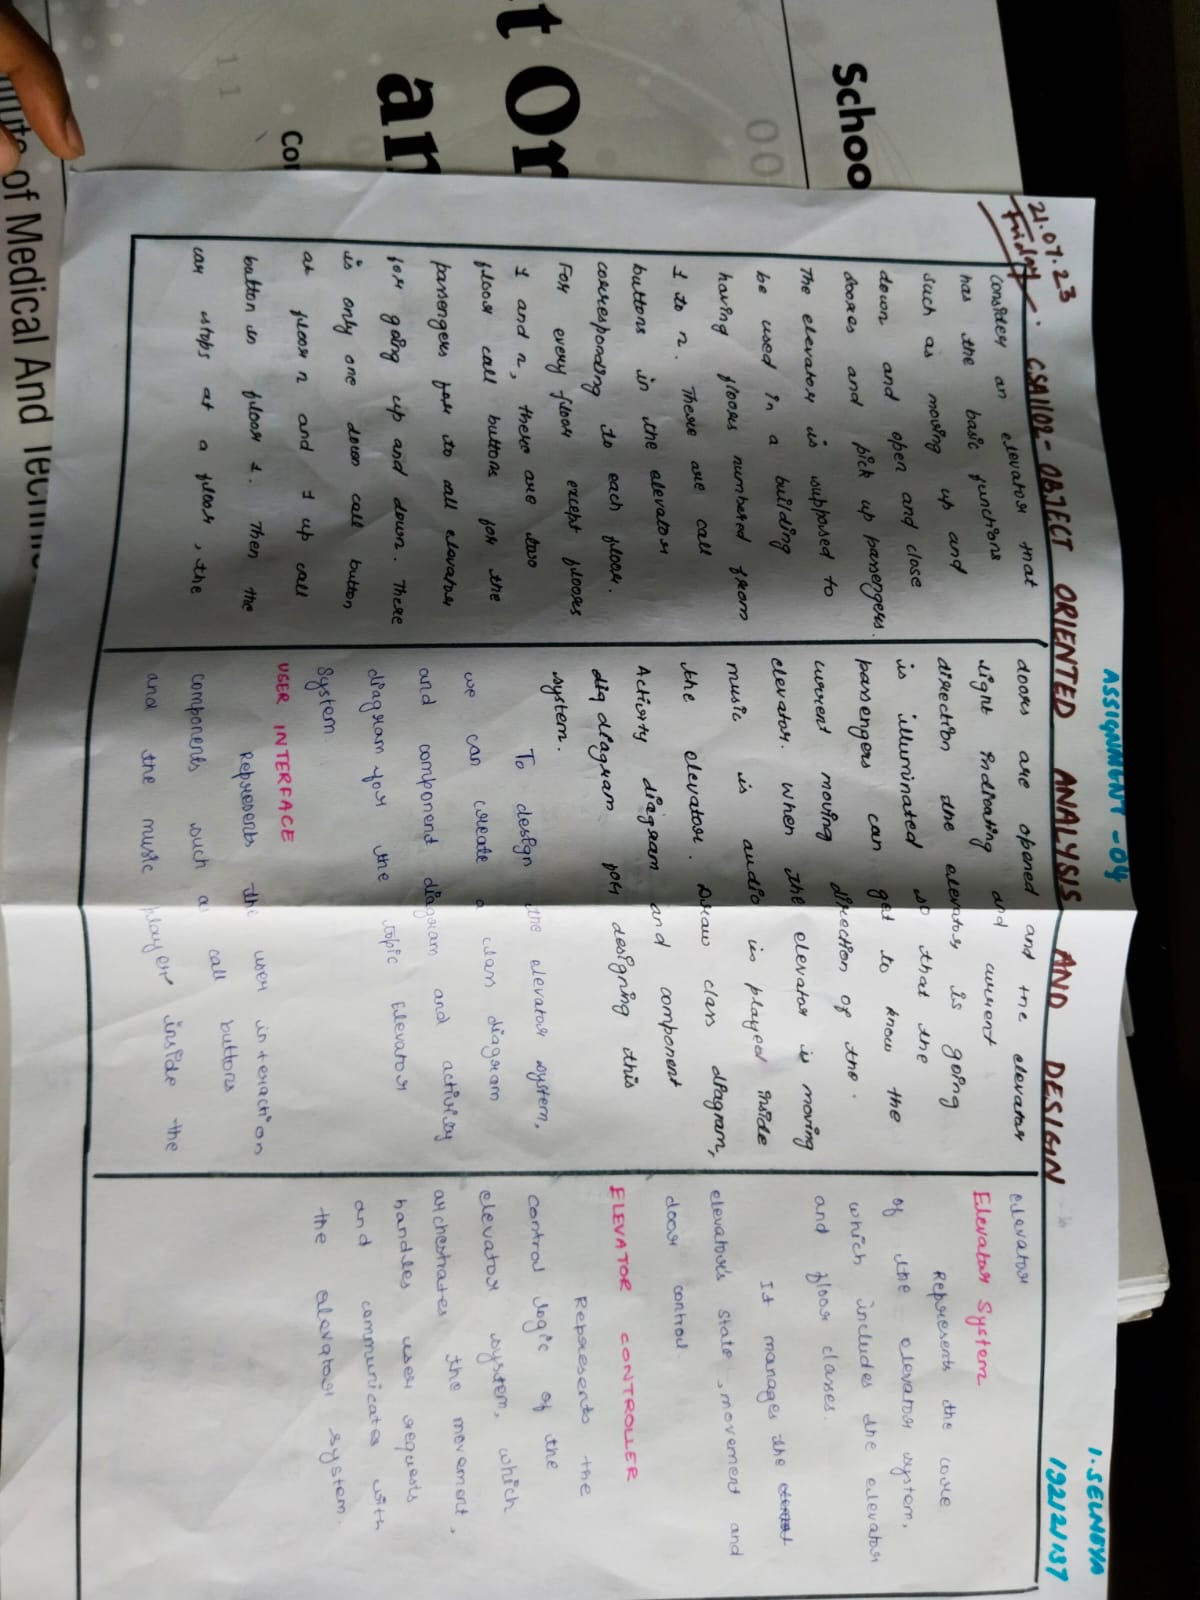 ASSIGNMENT - 04
I. SELNEYA
192121137
21.07.23
Friday
CSA1102- OBJECT ORIENTED ANALYSIS AND DESIGN
Consider an elevator that
has the basic functions
such as moving up and
down and open and close
doores and pick up passengers.
The elevator is supposed to
be used in a building
having floors numbered from
1 to n. There are call
buttons in the elevator
corresponding to each floor.
For every floor except floors
1 and n, there are two
floor call buttons for the
passengers for to call elevator
for going up and down. There
is only one down call button
at floor n and 1 up call
button in floor 1. Then the
car stops at a floor, the
doors are opened and the elevator
light indicating and current
direction the elevator is going
is illuminated so that the
passengers can get to know the
current moving direction of the
elevator. When the elevator is moving
music is audio is played inside
the elevator. Draw class diagram,
Activity diagram and component
dig diagram for designing this
system.
To design the elevator system,
we can create a class diagram
and component diagram and activity
diagram for the topic Elevator
System
USER INTERFACE
Represents the user interaction
components such as call buttons
and the music player inside the
elevator
Elevator System
Represents the core
of the elevator system,
which includes the elevator
and floor classes.
It manages the
elevator's state, movement and
door control.
ELEVATOR CONTROLLER
Represents the
control logic of the
elevator system, which
orchestrates the movement,
handles user requests
and communicates with
the elevator system.
Schoo
00
t Or
an
Con
11
itute of Medical And Techni